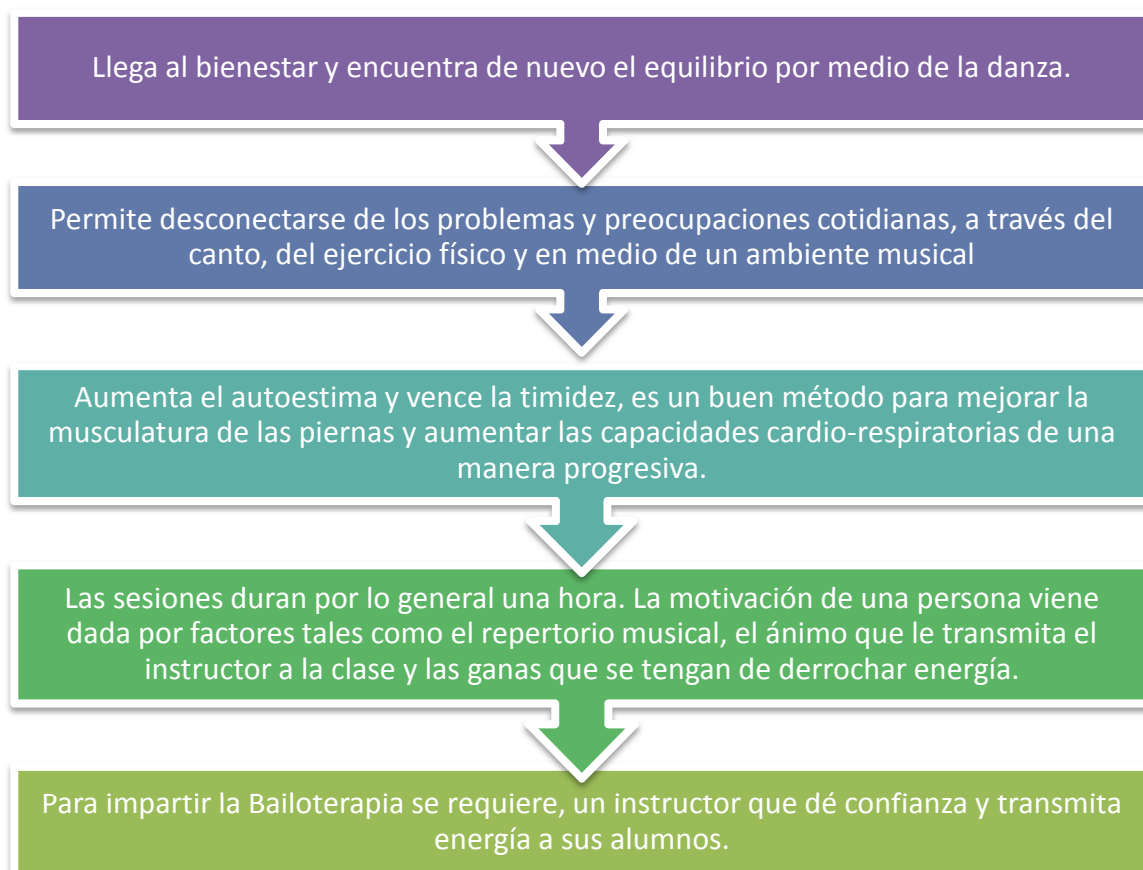 Llega al bienestar y encuentra de nuevo el equilibrio por medio de la danza.
Permite desconectarse de los problemas y preocupaciones cotidianas, a través del
canto, del ejercicio físico y en medio de un ambiente musical
Aumenta el autoestima y vence la timidez, es un buen método para mejorar la
musculatura de las piernas y aumentar las capacidades cardio-respiratorias de una
manera progresiva.
Las sesiones duran por lo general una hora. La motivación de una persona viene
dada por factores tales como el repertorio musical, el ánimo que le transmita el
instructor a la clase y las ganas que se tengan de derrochar energía.
Para impartir la Bailoterapia se requiere, un instructor que dé confianza y transmita
energía a sus alumnos.